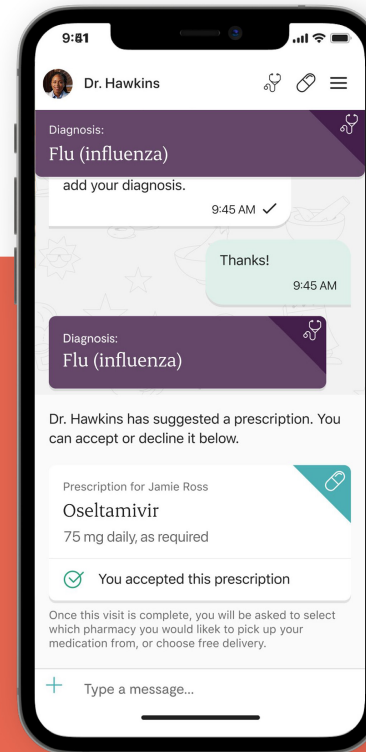 9:41
Dr. Hawkins
Diagnosis:
Flu (influenza)
add your diagnosis.
9:45 AM
Thanks!
9:45 AM
Diagnosis:
Flu (influenza)
Dr. Hawkins has suggested a prescription. You
can accept or decline it below.
Prescription for Jamie Ross
Oseltamivir
75 mg daily, as required
You accepted this prescription
Once this visit is complete, you will be asked to select
which pharmacy you would likek to pick up your
medication from, or choose free delivery.
Type a message...